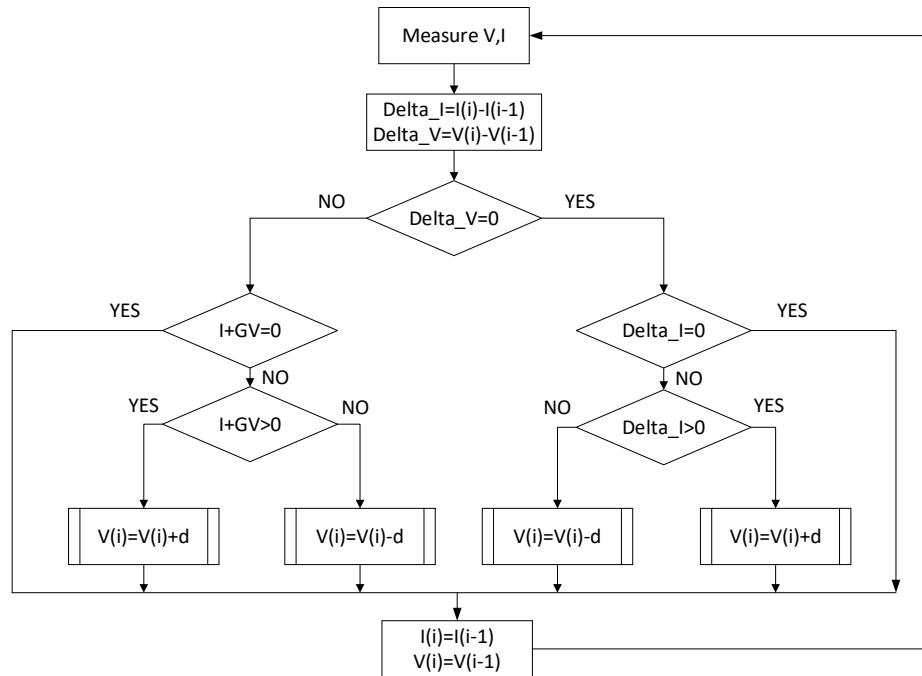 Measure V,I
Delta_I=I(i)-I(i-1)
Delta_V=V(i)-V(i-1)
NO
YES
Delta_V=0
YES
I+GV=0
Delta_I=0
YES
NO
NO
YES
I+GV>0
NO
NO
Delta_I>0
YES
V(i)=V(i)+d
V(i)=V(i)-d
V(i)=V(i)-d
V(i)=V(i)+d
I(i)=I(i-1)
V(i)=V(i-1)